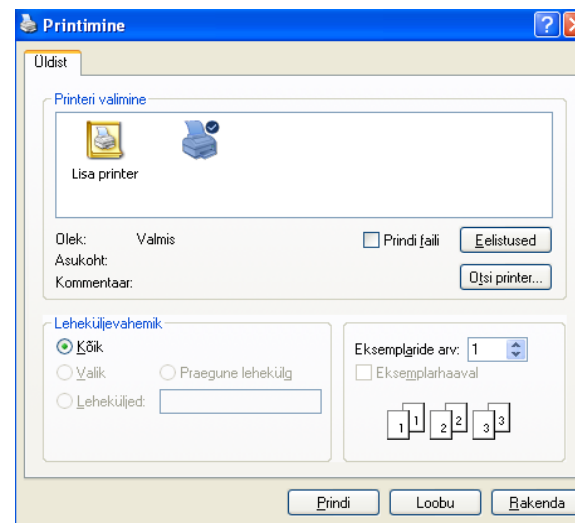 Printimine
Üldist
Printeri valimine
Lisa printer
Olek: Valmis
Prindi faili
Eelistused
Asukoht:
Kommentaar:
Otsi printer...
Leheküljevahemik
Kõik
Valik
Praegune lehekülg
Leheküljed:
Eksemplaride arv: 1
Eksemplarhaaval
1 1 2 2 3 3
Prindi
Loobu
Rakenda